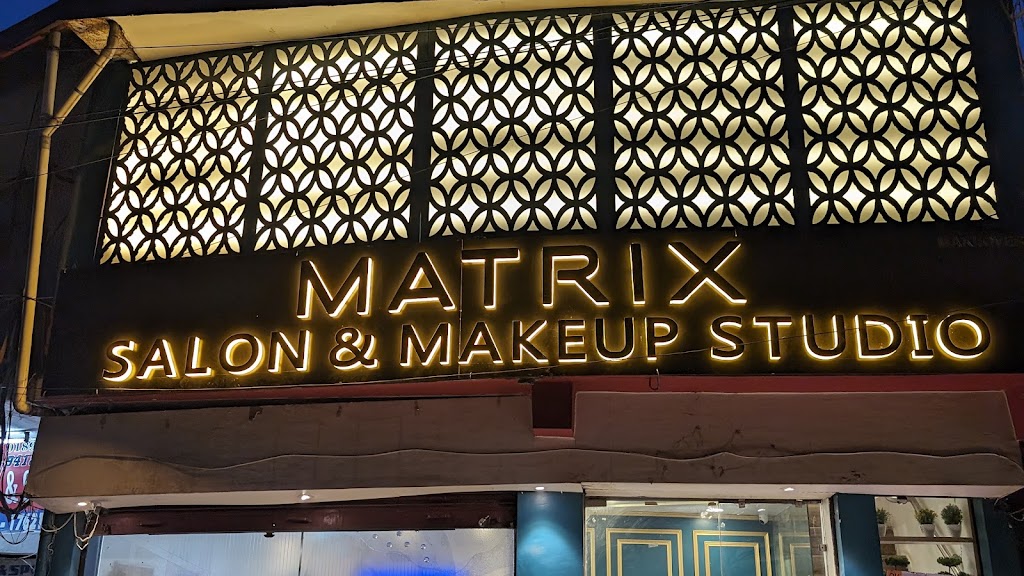 MATRIX
SALON & MAKEUP STUDIO